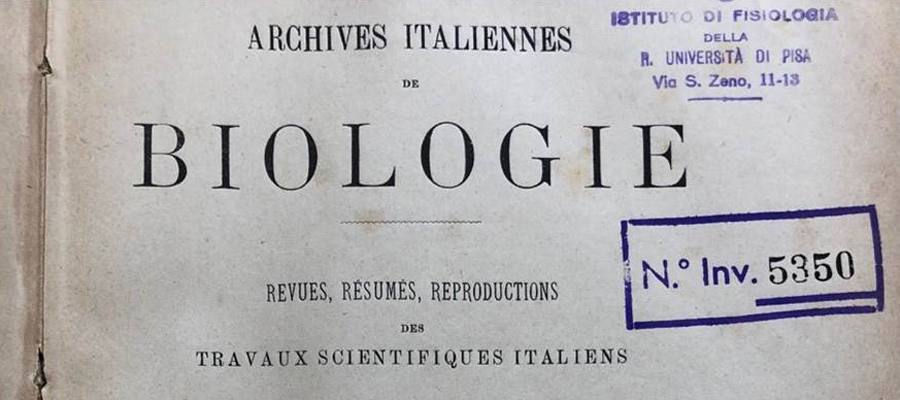 ARCHIVES ITALIENNES
DE
BIOLOGIE
REVUES, RÉSUMÉS, REPRODUCTIONS
DES
TRAVAUX SCIENTIFIQUES ITALIENS
ISTITUTO DI FISIOLOGIA
DELLA
R. UNIVERSITÀ DI PISA
Via S. Zeno, 11-13
N.° Inv. 5350